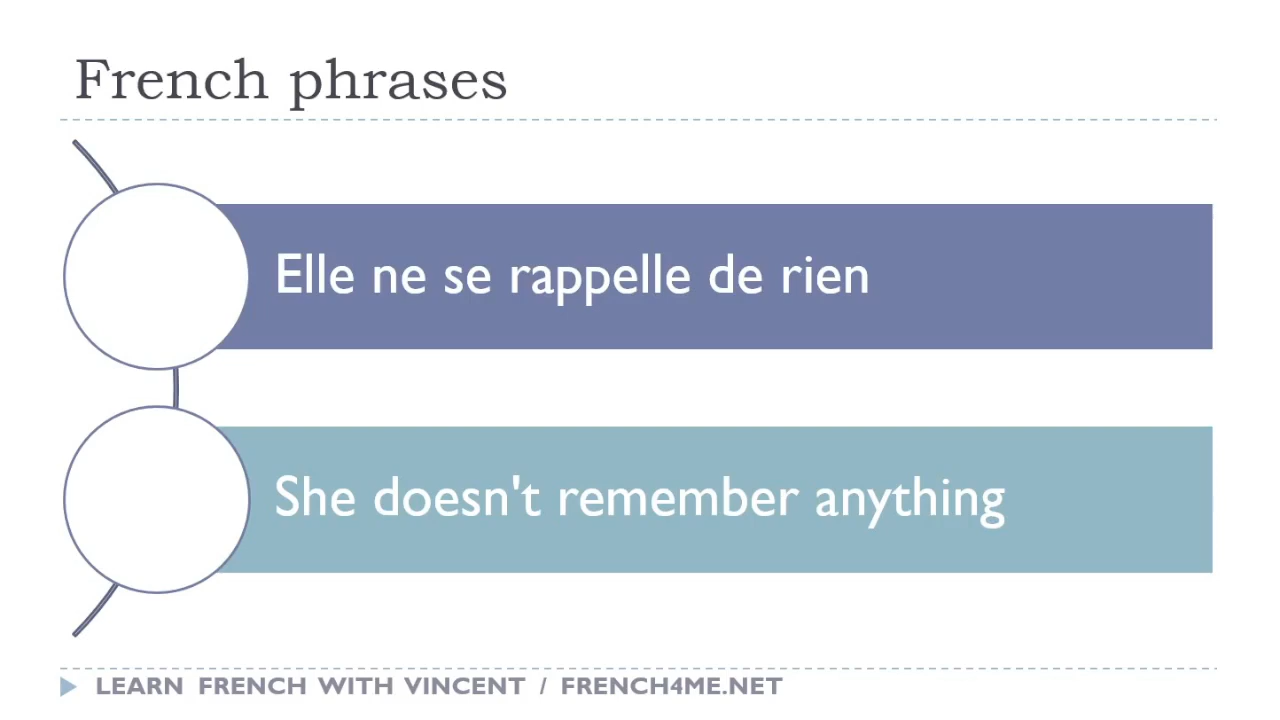 French phrases
Elle ne se rappelle de rien
She doesn't remember anything
LEARN FRENCH WITH VINCENT / FRENCH4ME.NET